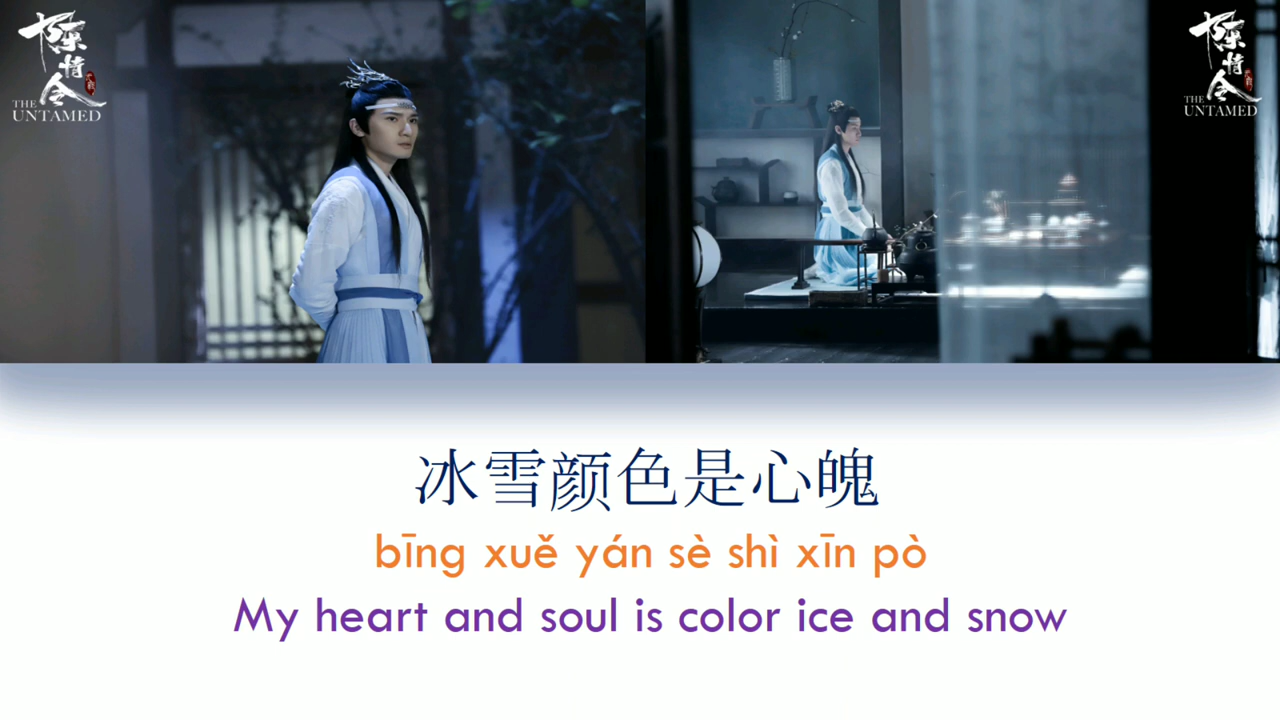 陈情令
THE
UNTAMED
陈情令
THE
UNTAMED
冰雪颜色是心魄
bīng xuě yán sè shì xīn pò
My heart and soul is color ice and snow